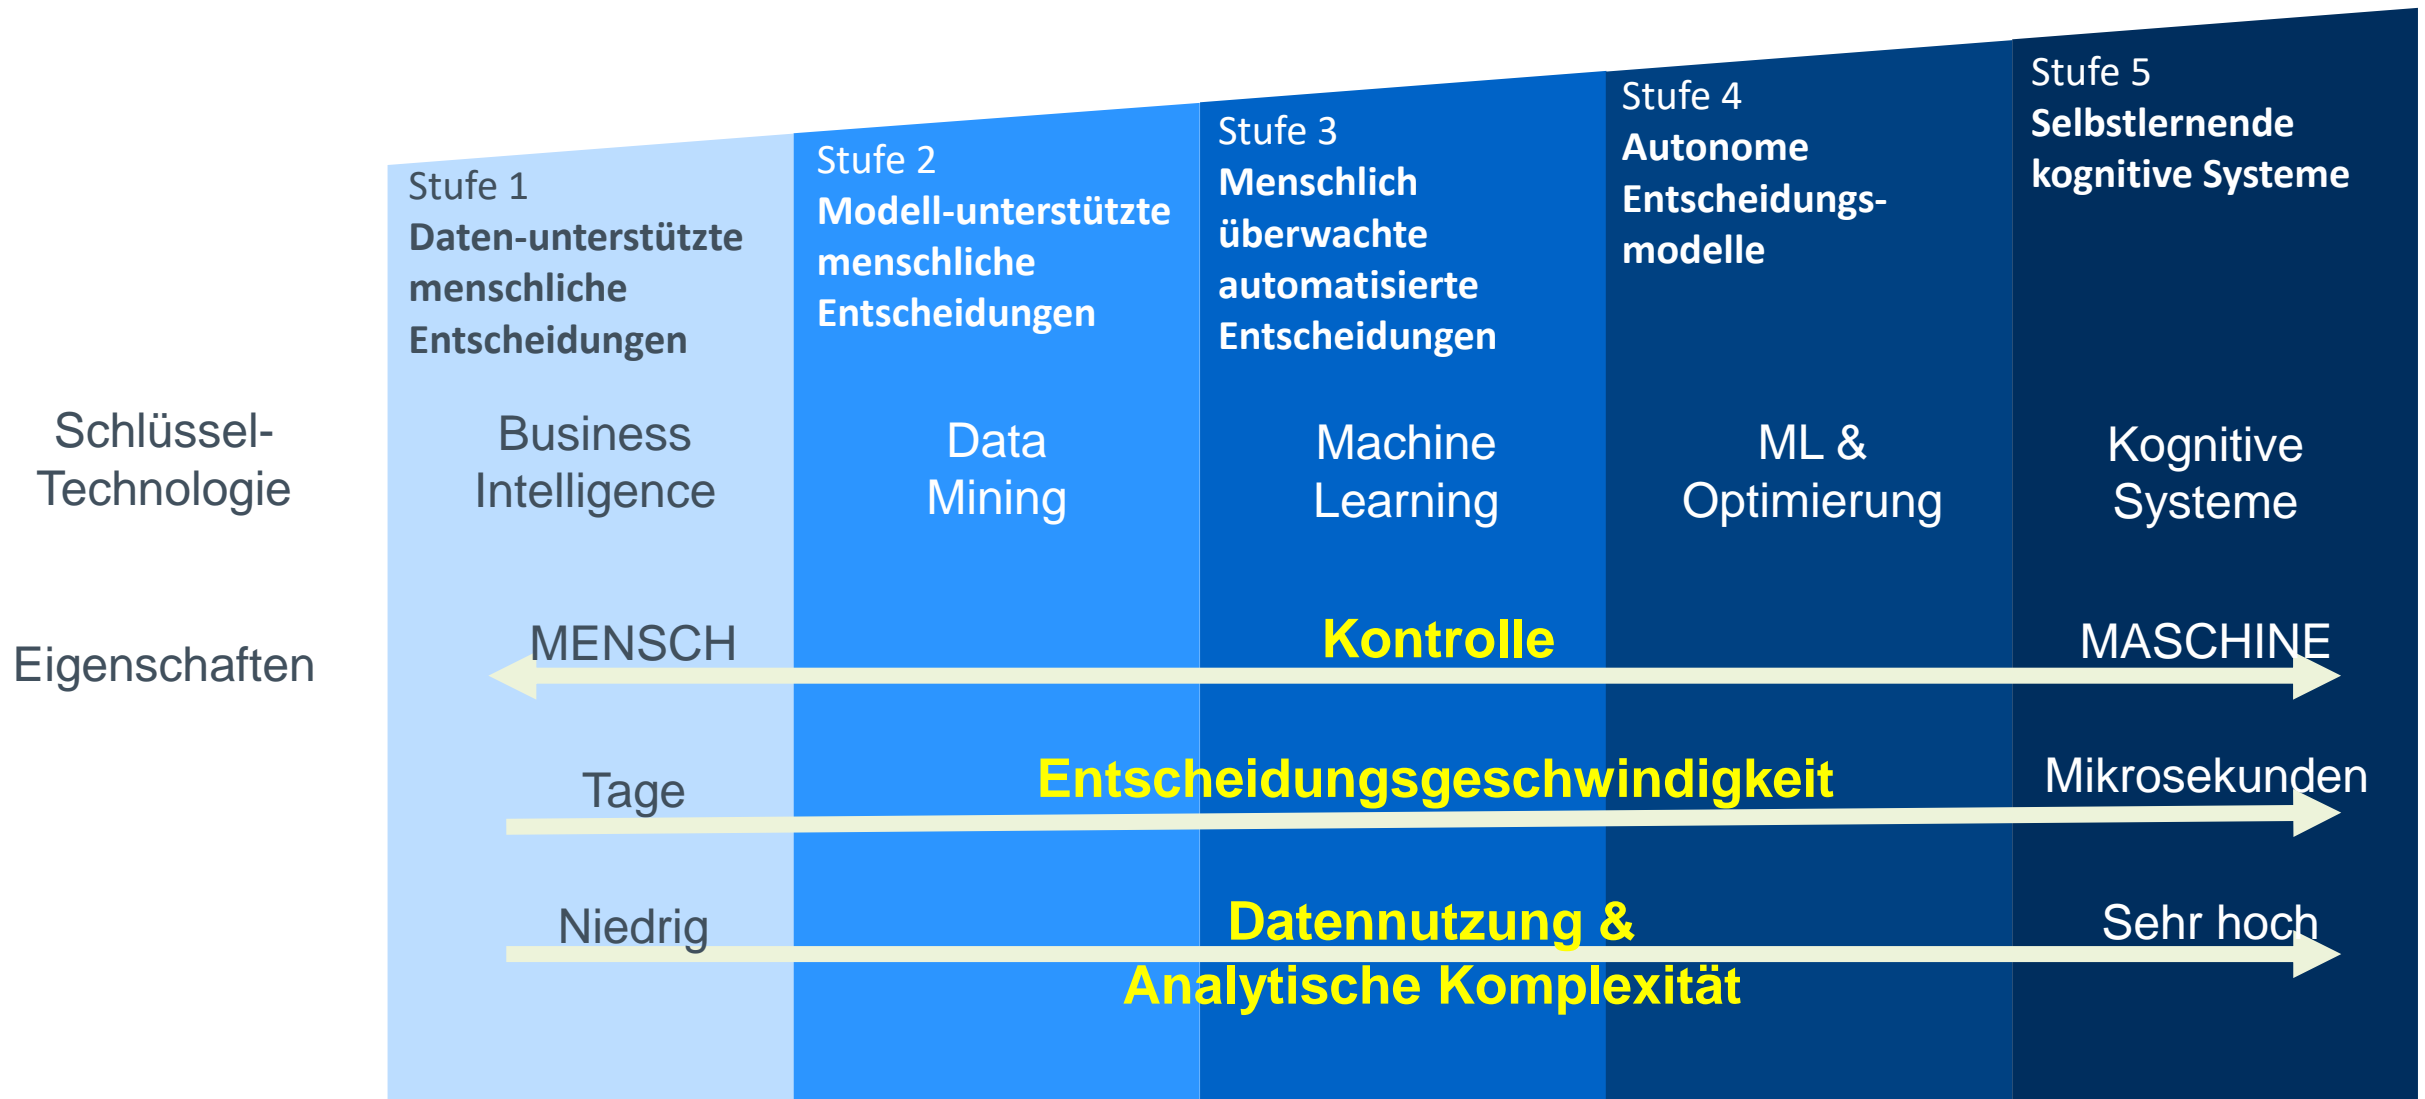 Stufe 1
Daten-unterstützte
menschliche
Entscheidungen
Stufe 2
Modell-unterstützte
menschliche
Entscheidungen
Stufe 3
Menschlich
überwachte
automatisierte
Entscheidungen
Stufe 4
Autonome
Entscheidungs-
modelle
Stufe 5
Selbstlernende
kognitive Systeme
Schlüssel-
Technologie
Business
Intelligence
Data
Mining
Machine
Learning
ML &
Optimierung
Kognitive
Systeme
Eigenschaften
MENSCH
Kontrolle
MASCHINE
Tage
Entscheidungsgeschwindigkeit
Mikrosekunden
Niedrig
Datennutzung &
Analytische Komplexität
Sehr hoch